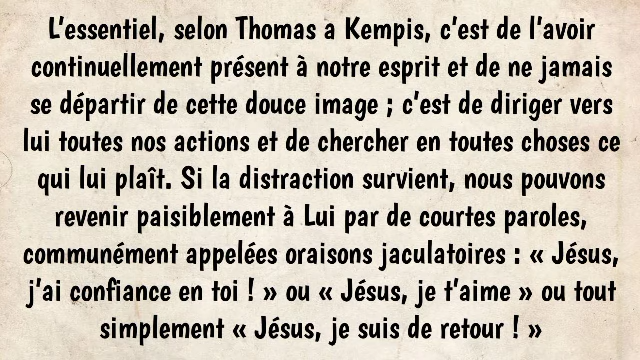 L'essentiel, selon Thomas a Kempis, c'est de l'avoir
continuellement présent à notre esprit et de ne jamais
se départir de cette douce image ; c'est de diriger vers
lui toutes nos actions et de chercher en toutes choses ce
qui lui plaît. Si la distraction survient, nous pouvons
revenir paisiblement à Lui par de courtes paroles,
communément appelées oraisons jaculatoires : « Jésus,
j'ai confiance en toi ! » ou « Jésus, je t'aime » ou tout
simplement « Jésus, je suis de retour ! »